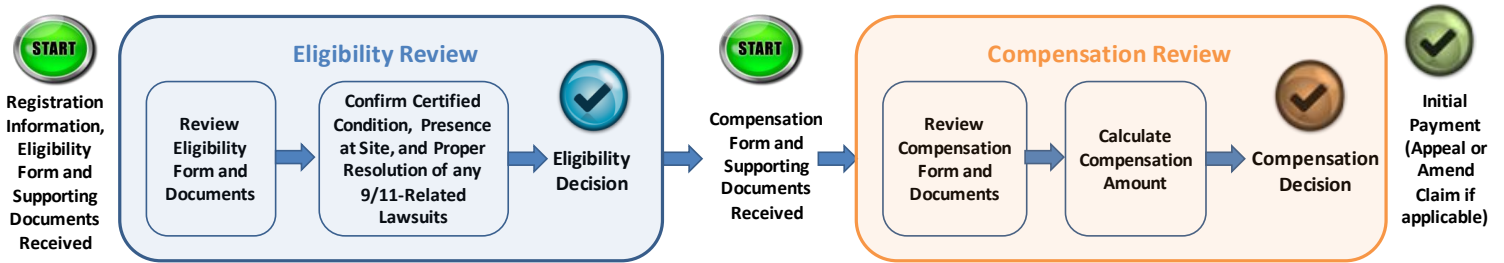 START
Registration
Information,
Eligibility
Form and
Supporting
Documents
Received
Eligibility Review
Review
Eligibility
Form and
Documents
Confirm Certified
Condition, Presence
at Site, and Proper
Resolution of any
9/11-Related
Lawsuits
Eligibility
Decision
START
Compensation
Form and
Supporting
Documents
Received
Compensation Review
Review
Compensation
Form and
Documents
Calculate
Compensation
Amount
Compensation
Decision
Initial
Payment
(Appeal or
Amend
Claim if
applicable)